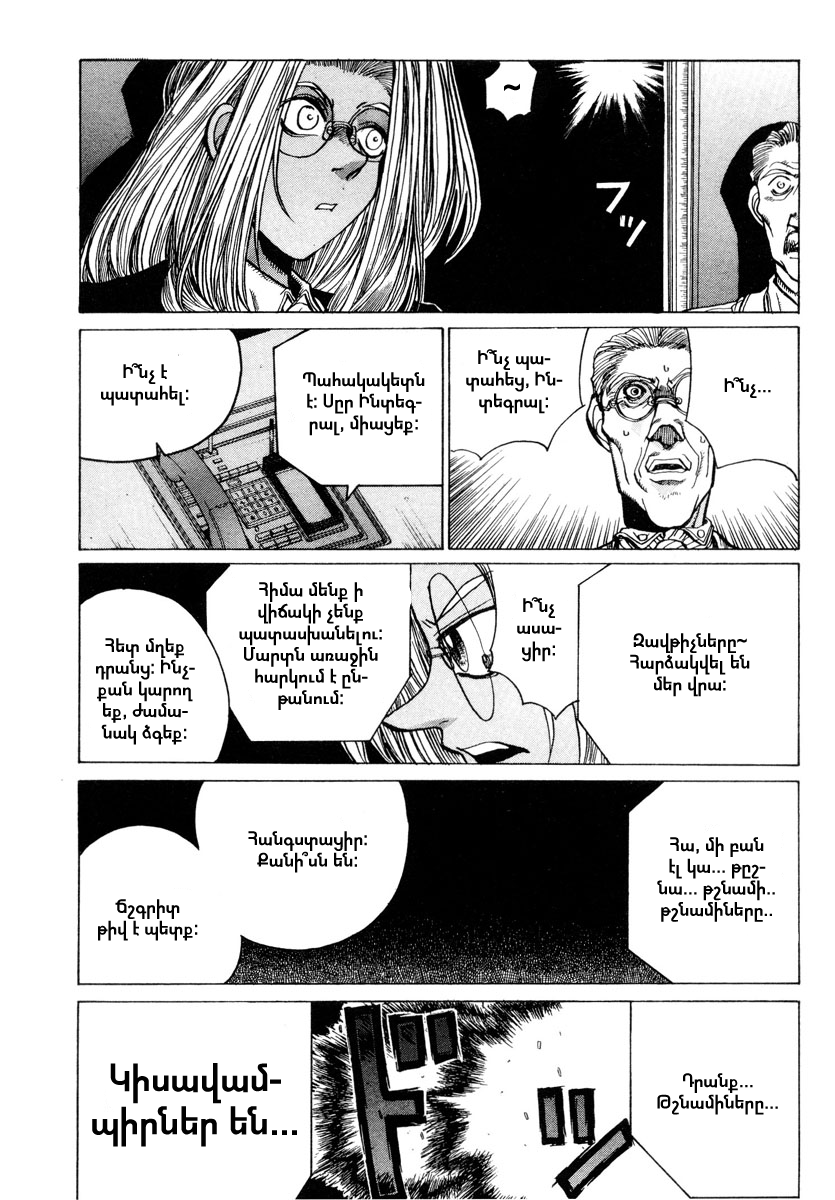 ~
フッ
Ի՞նչ...
Ի՞նչ պա-
տահեց, Ին-
տեգրալ:
Պահակակետն
է: Սըր Ինտեգ-
րալ, միացեք:
Ի՞նչ է
պատահել:
Զավթիչները~
Հարձակվել են
մեր վրա:
Ի՞նչ
ասա-
ցիր:
Հիմա մենք ի
վիճակի չենք
պատասխանելու:
Մարտն առաջին
հարկում է ըն-
թանում:
Հետ մղեք
դրանց: Ինչ-
քան կարող
եք, ժամա-
նակ ձգեք:
Հա, մի բան
էլ կա... թըշ-
նա... թշնամի..
թշնամիները..
Հանգստացիր:
Քանի՞սն են:
Ճշգրիտ
թիվ է պետք:
Դրանք...
Թշնամիները...
ドドド
Կիսավամ-
պիրներ են...